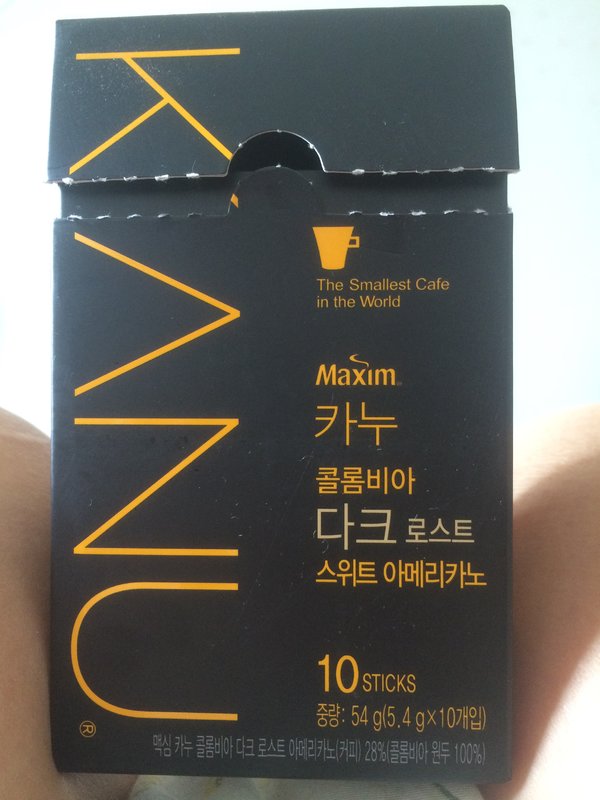 KANU®
The Smallest Cafe
in the World
Maxim
카누
콜롬비아
다크 로스트
스위트 아메리카노
10 STICKS
중량: 54 g(5.4 g×10개입)
맥심 카누 콜롬비아 다크 로스트 아메리카노(커피) 28%(콜롬비아 원두 100%)